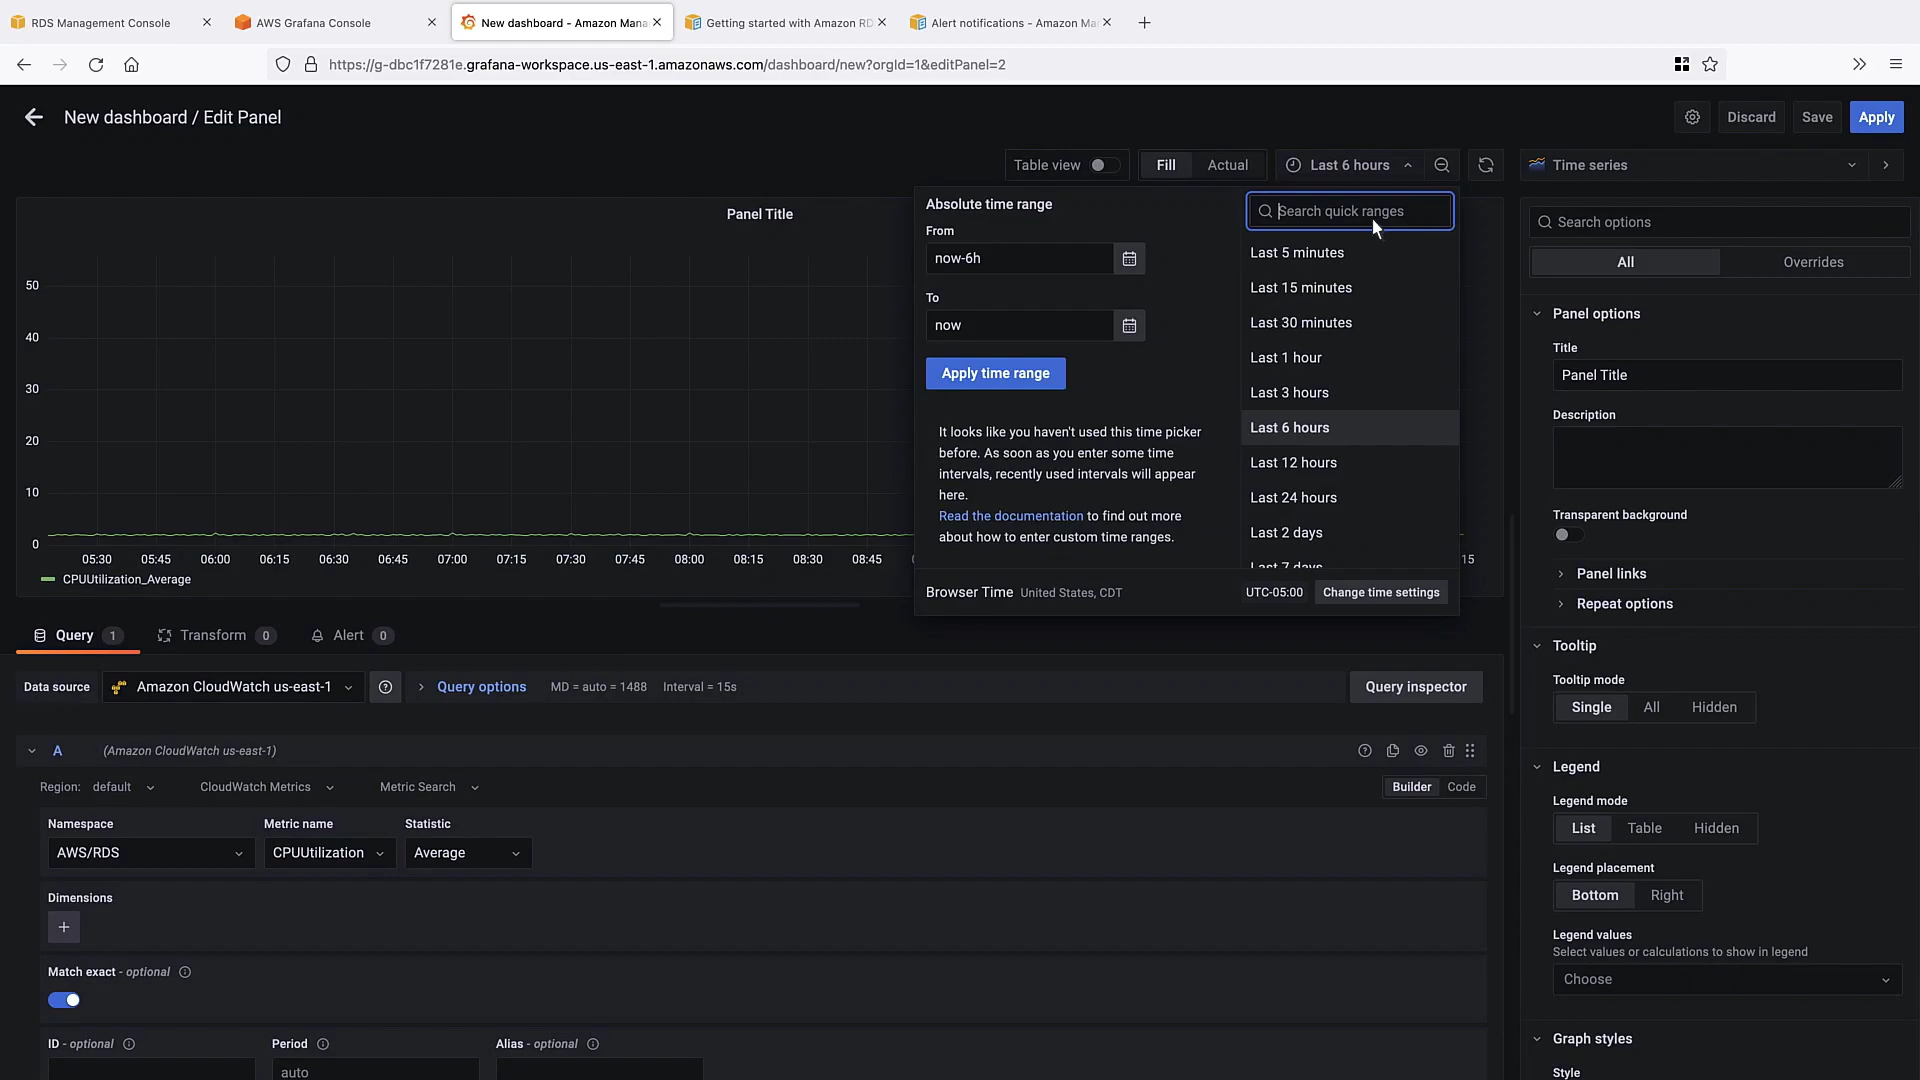 RDS Management Console
AWS Grafana Console
New dashboard - Amazon Mana
Getting started with Amazon RD
Alert notifications - Amazon Ma
https://g-dbc1f7281e.grafana-workspace.us-east-1.amazonaws.com/dashboard/new?orgId=1&editPanel=2
New dashboard / Edit Panel
Discard
Save
Apply
Table view
Fill
Actual
Last 6 hours
Time series
Panel Title
50
40
30
20
10
0
05:30 05:45 06:00 06:15 06:30 06:45 07:00 07:15 07:30 07:45 08:00 08:15 08:30 08:45
15
CPUUtilization_Average
Absolute time range
From
now-6h
To
now
Apply time range
It looks like you haven't used this time picker
before. As soon as you enter some time
intervals, recently used intervals will appear
here.
Read the documentation to find out more
about how to enter custom time ranges.
Search quick ranges
Last 5 minutes
Last 15 minutes
Last 30 minutes
Last 1 hour
Last 3 hours
Last 6 hours
Last 12 hours
Last 24 hours
Last 2 days
Last 7 days
Browser Time United States, CDT
UTC-05:00
Change time settings
Query 1
Transform 0
Alert 0
Data source
Amazon CloudWatch us-east-1
Query options
MD = auto = 1488
Interval = 15s
Query inspector
A
(Amazon CloudWatch us-east-1)
Region: default
CloudWatch Metrics
Metric Search
Builder
Code
Namespace
Metric name
Statistic
AWS/RDS
CPUUtilization
Average
Dimensions
Match exact - optional
ID - optional
Period
Alias - optional
auto
Search options
All
Overrides
Panel options
Title
Panel Title
Description
Transparent background
Panel links
Repeat options
Tooltip
Tooltip mode
Single
All
Hidden
Legend
Legend mode
List
Table
Hidden
Legend placement
Bottom
Right
Legend values
Select values or calculations to show in legend
Choose
Graph styles
Style